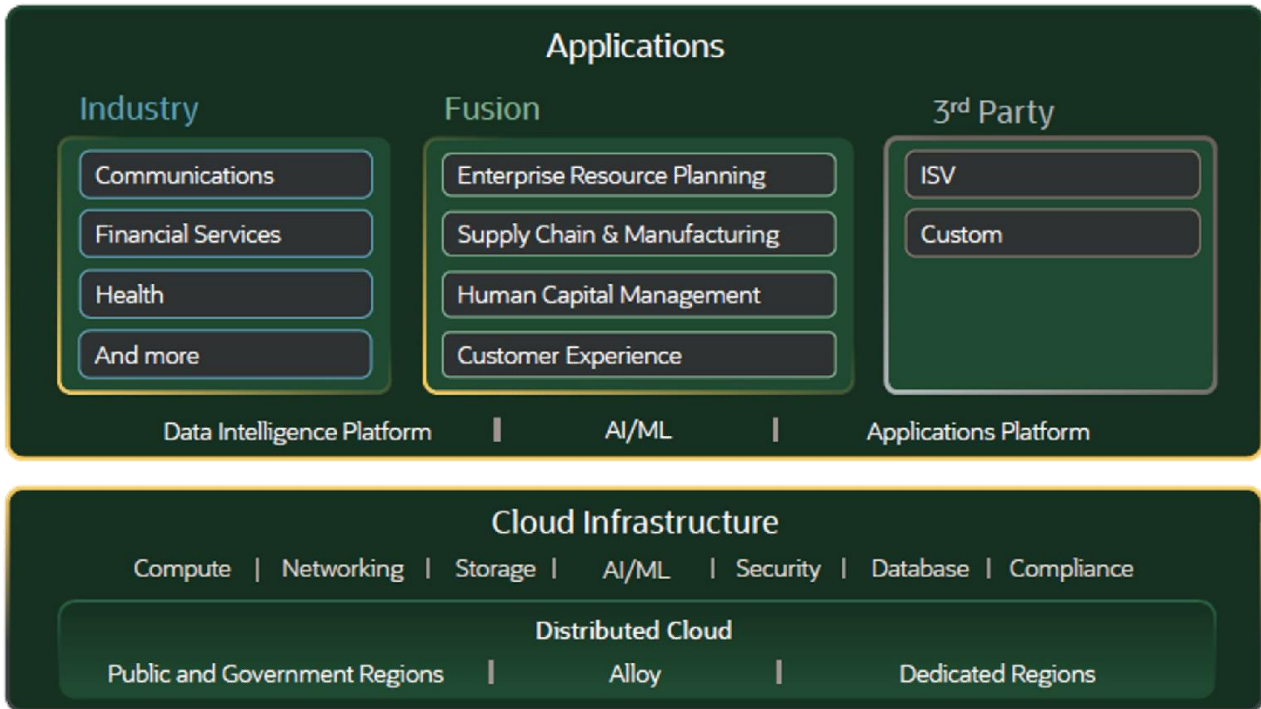 Applications
Industry
Communications
Financial Services
Health
And more
Fusion
Enterprise Resource Planning
Supply Chain & Manufacturing
Human Capital Management
Customer Experience
3rd Party
ISV
Custom
Data Intelligence Platform | AI/ML | Applications Platform
Cloud Infrastructure
Compute | Networking | Storage | AI/ML | Security | Database | Compliance
Distributed Cloud
Public and Government Regions | Alloy | Dedicated Regions